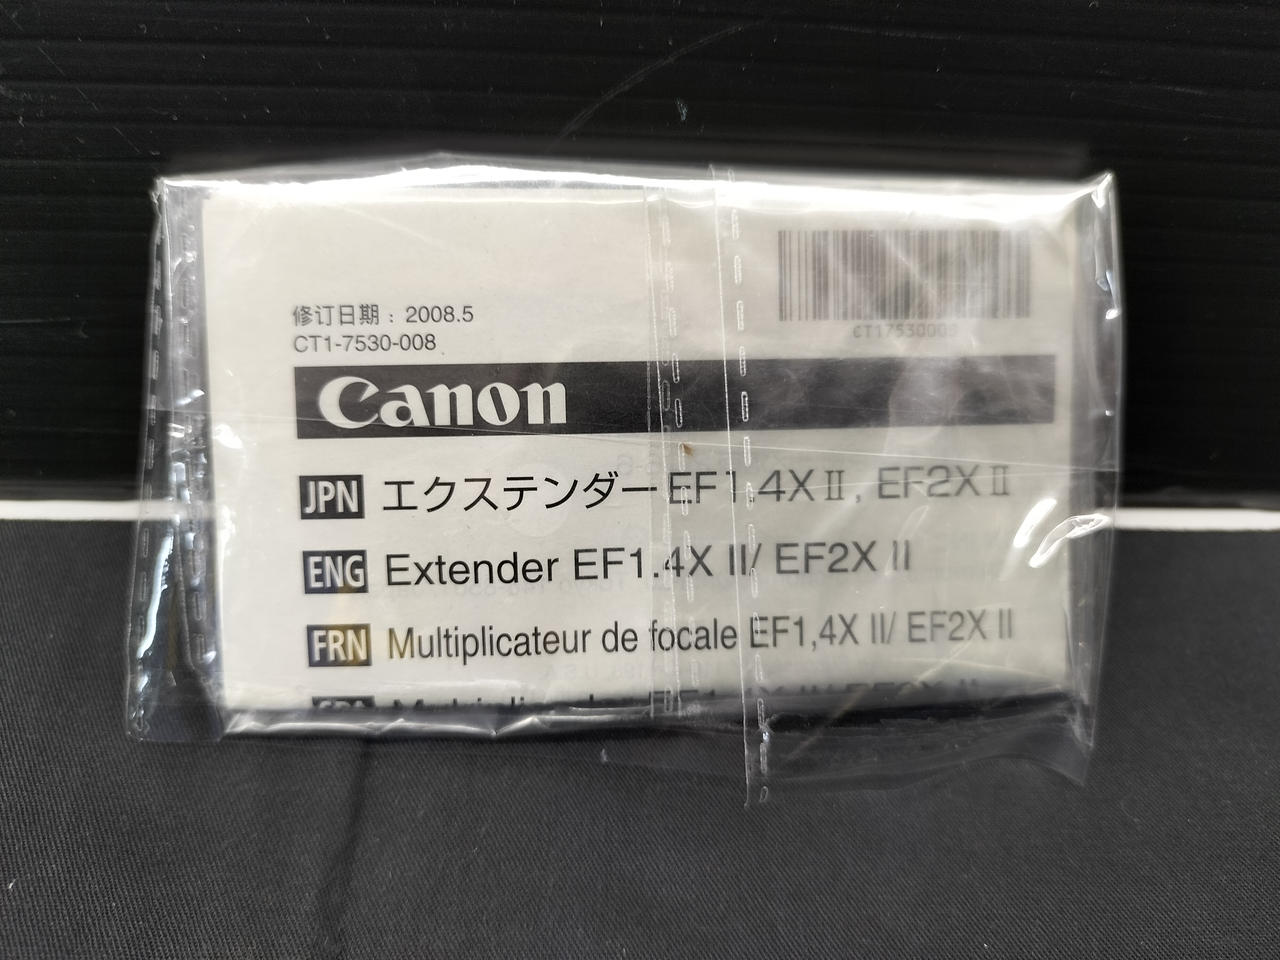 修订日期：2008.5
CT1-7530-008
CT17530008
Canon
JPN エクステンダー EF1.4X II, EF2X II
ENG Extender EF1.4X II/ EF2X II
FRN Multiplicateur de focale EF1,4X II/ EF2X II